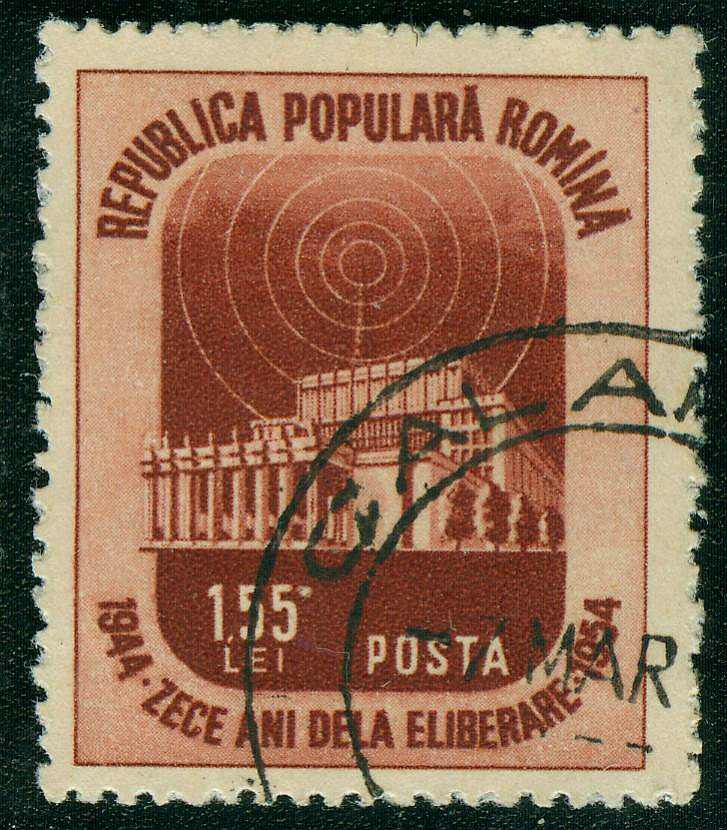 REPUBLICA POPULARĂ ROMÎNĂ
1,55
LEI
POSTA
1944·ZECE ANI DELA ELIBERARE·1954
7 MAR